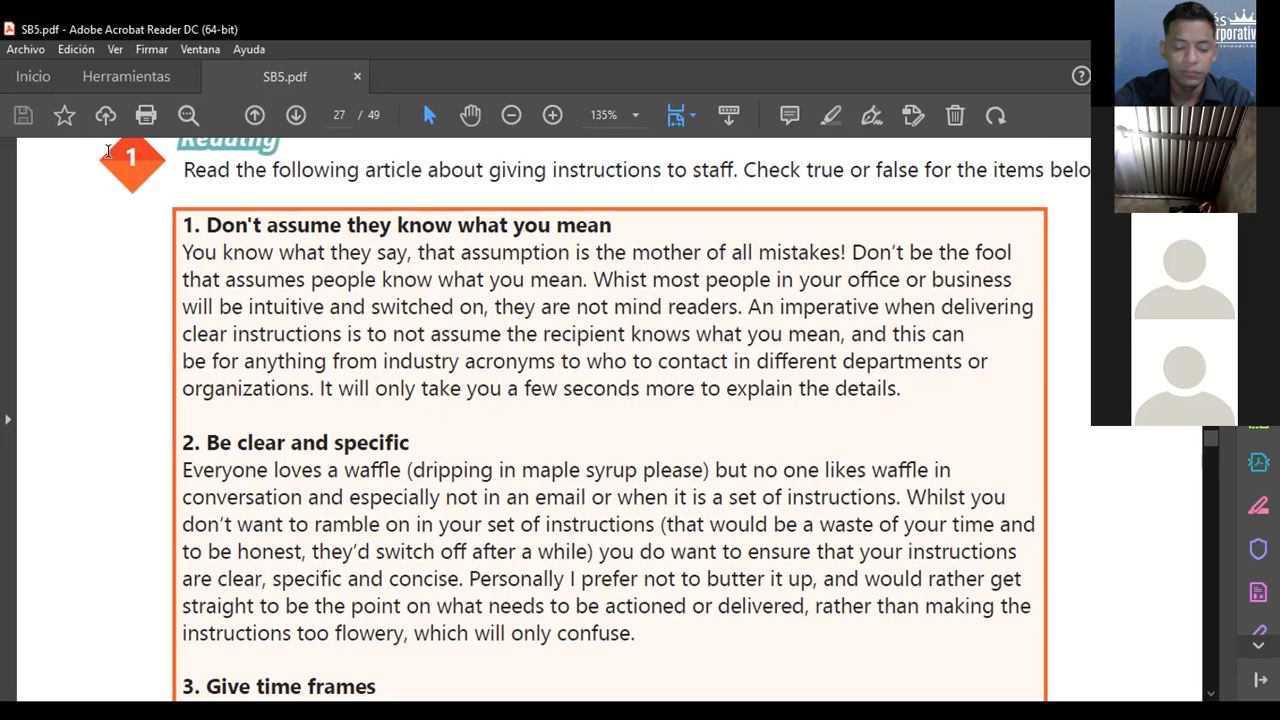 SB5.pdf - Adobe Acrobat Reader DC (64-bit)
Archivo Edición Ver Firmar Ventana Ayuda
Inicio Herramientas SB5.pdf ×
27 / 49 135%
1 Reading
Read the following article about giving instructions to staff. Check true or false for the items belo
1. Don't assume they know what you mean
You know what they say, that assumption is the mother of all mistakes! Don't be the fool
that assumes people know what you mean. Whist most people in your office or business
will be intuitive and switched on, they are not mind readers. An imperative when delivering
clear instructions is to not assume the recipient knows what you mean, and this can
be for anything from industry acronyms to who to contact in different departments or
organizations. It will only take you a few seconds more to explain the details.
2. Be clear and specific
Everyone loves a waffle (dripping in maple syrup please) but no one likes waffle in
conversation and especially not in an email or when it is a set of instructions. Whilst you
don't want to ramble on in your set of instructions (that would be a waste of your time and
to be honest, they'd switch off after a while) you do want to ensure that your instructions
are clear, specific and concise. Personally I prefer not to butter it up, and would rather get
straight to be the point on what needs to be actioned or delivered, rather than making the
instructions too flowery, which will only confuse.
3. Give time frames